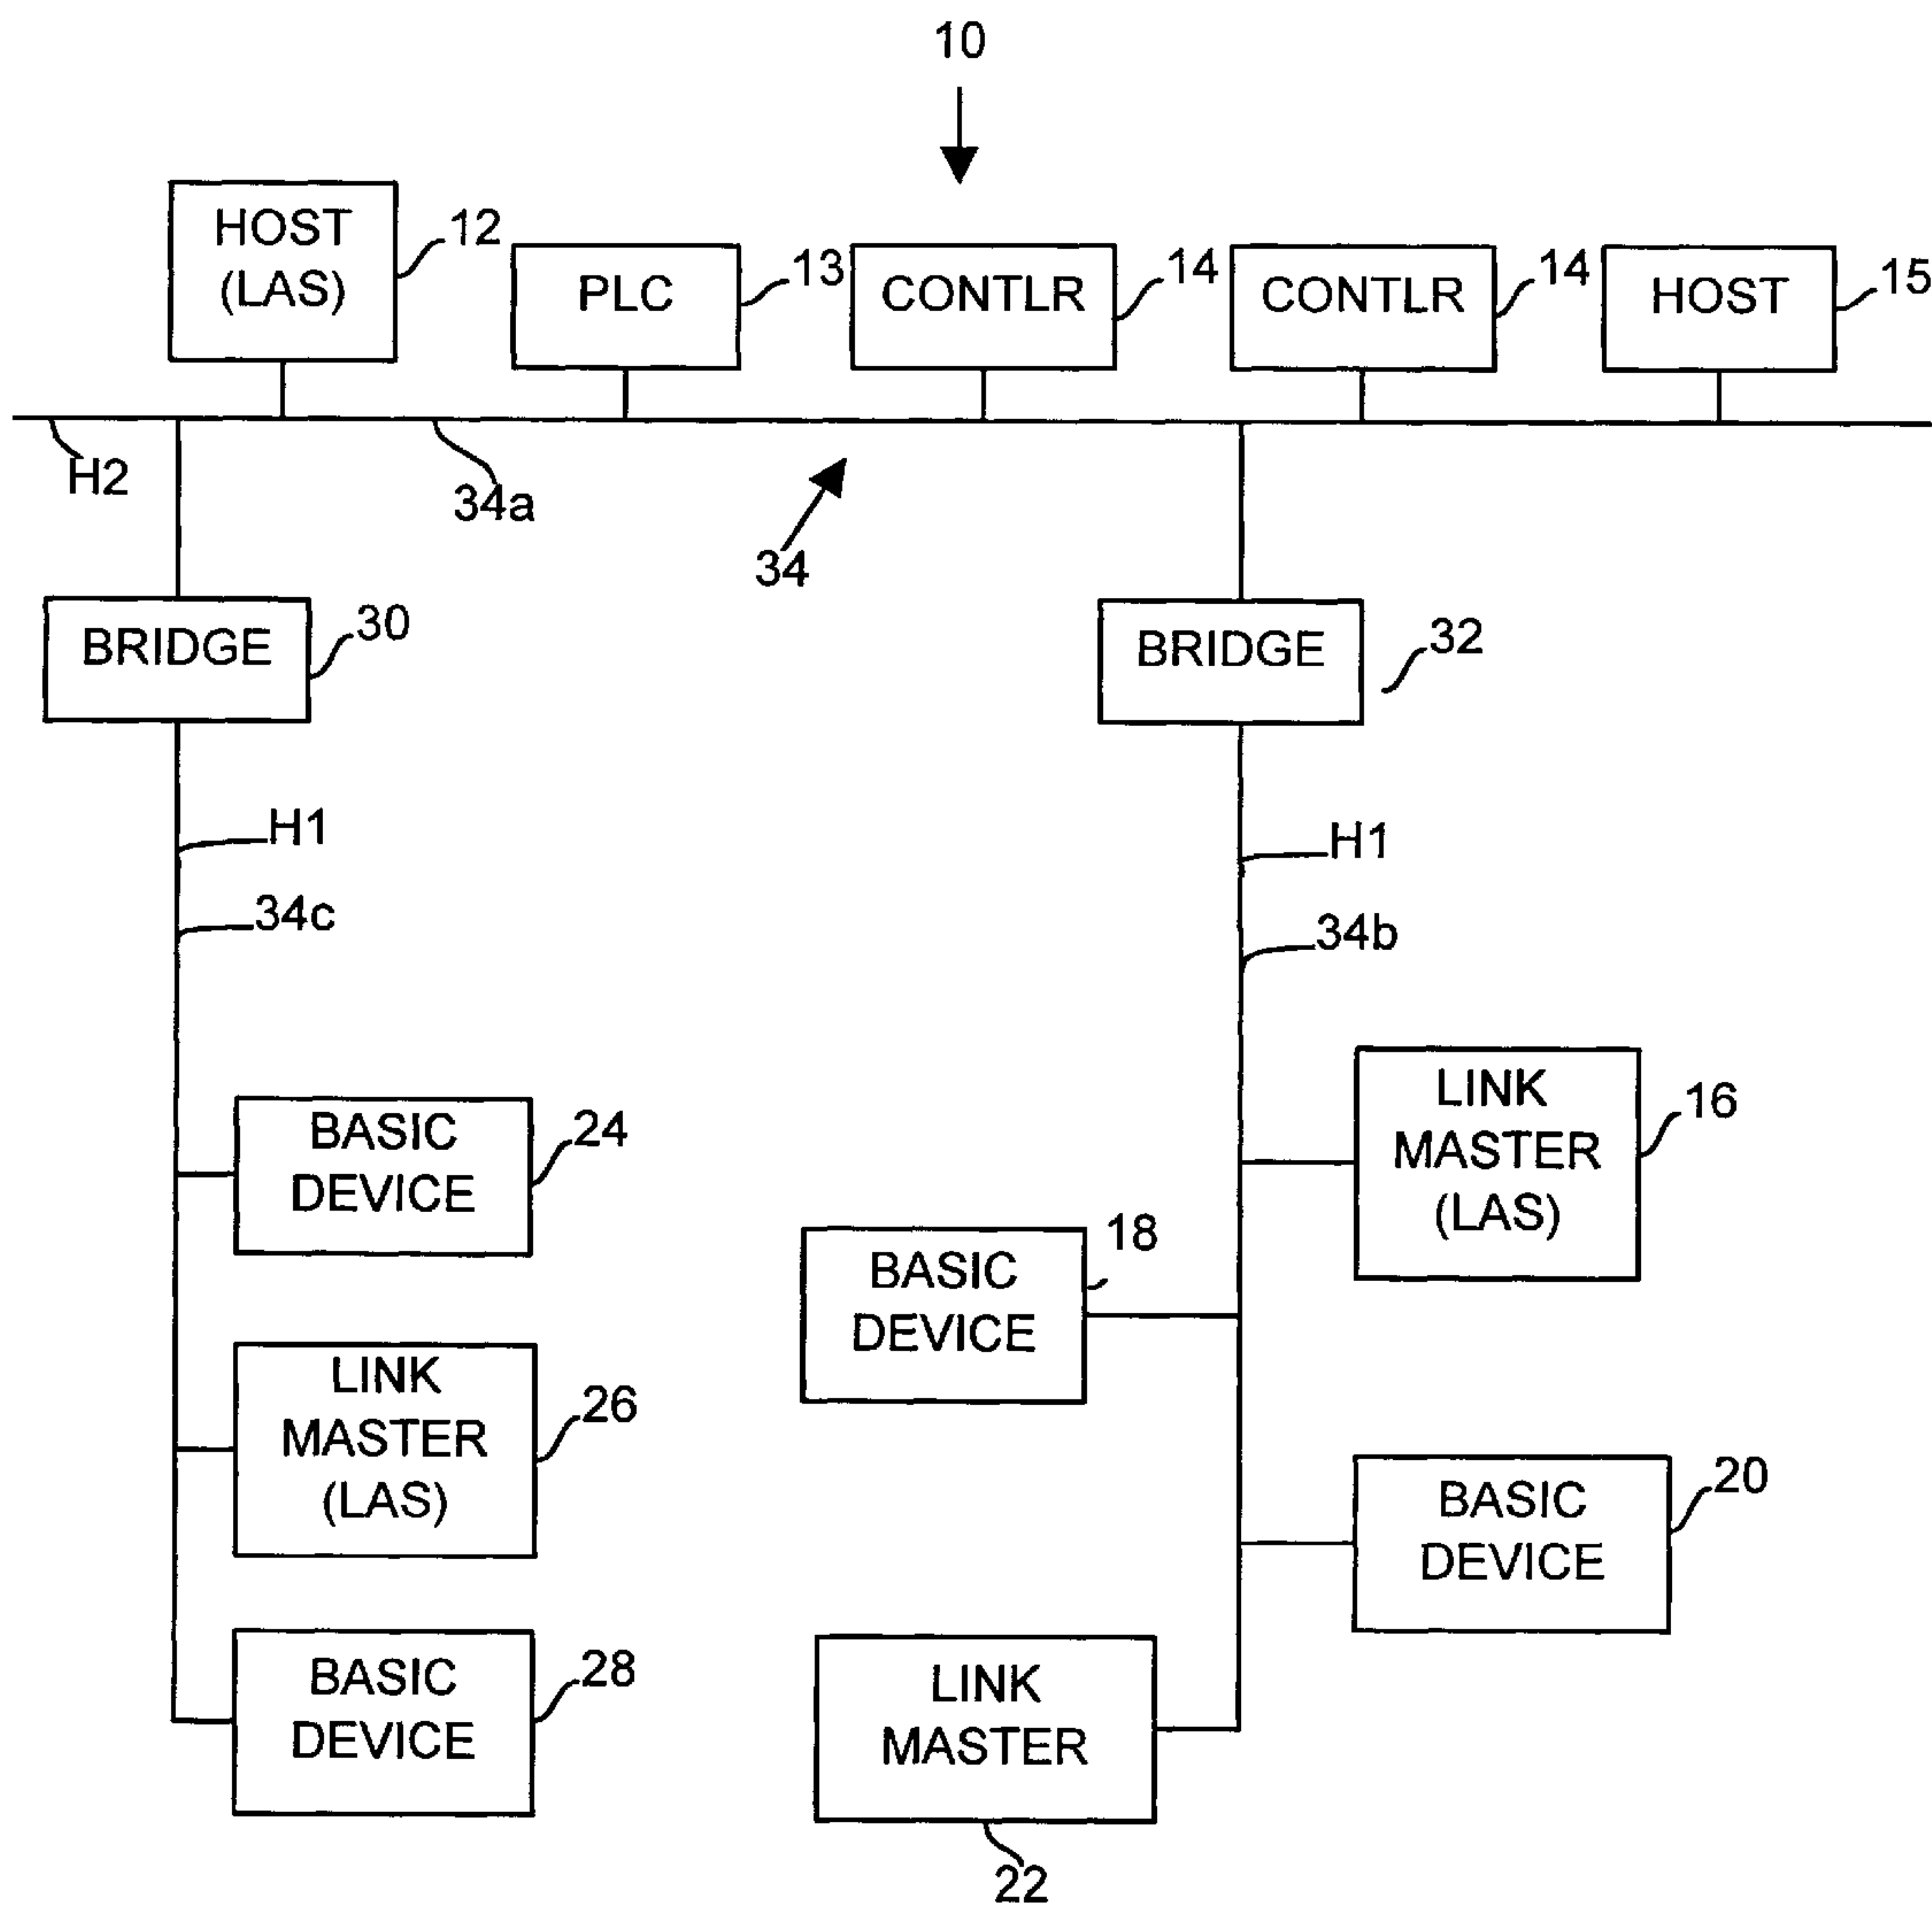 10
HOST
(LAS)
12
PLC
13
CONTLR
14
CONTLR
14
HOST
15
H2
34a
34
BRIDGE
30
BRIDGE
32
H1
34c
H1
34b
BASIC
DEVICE
24
LINK
MASTER
(LAS)
26
BASIC
DEVICE
28
LINK
MASTER
(LAS)
16
BASIC
DEVICE
18
BASIC
DEVICE
20
LINK
MASTER
22